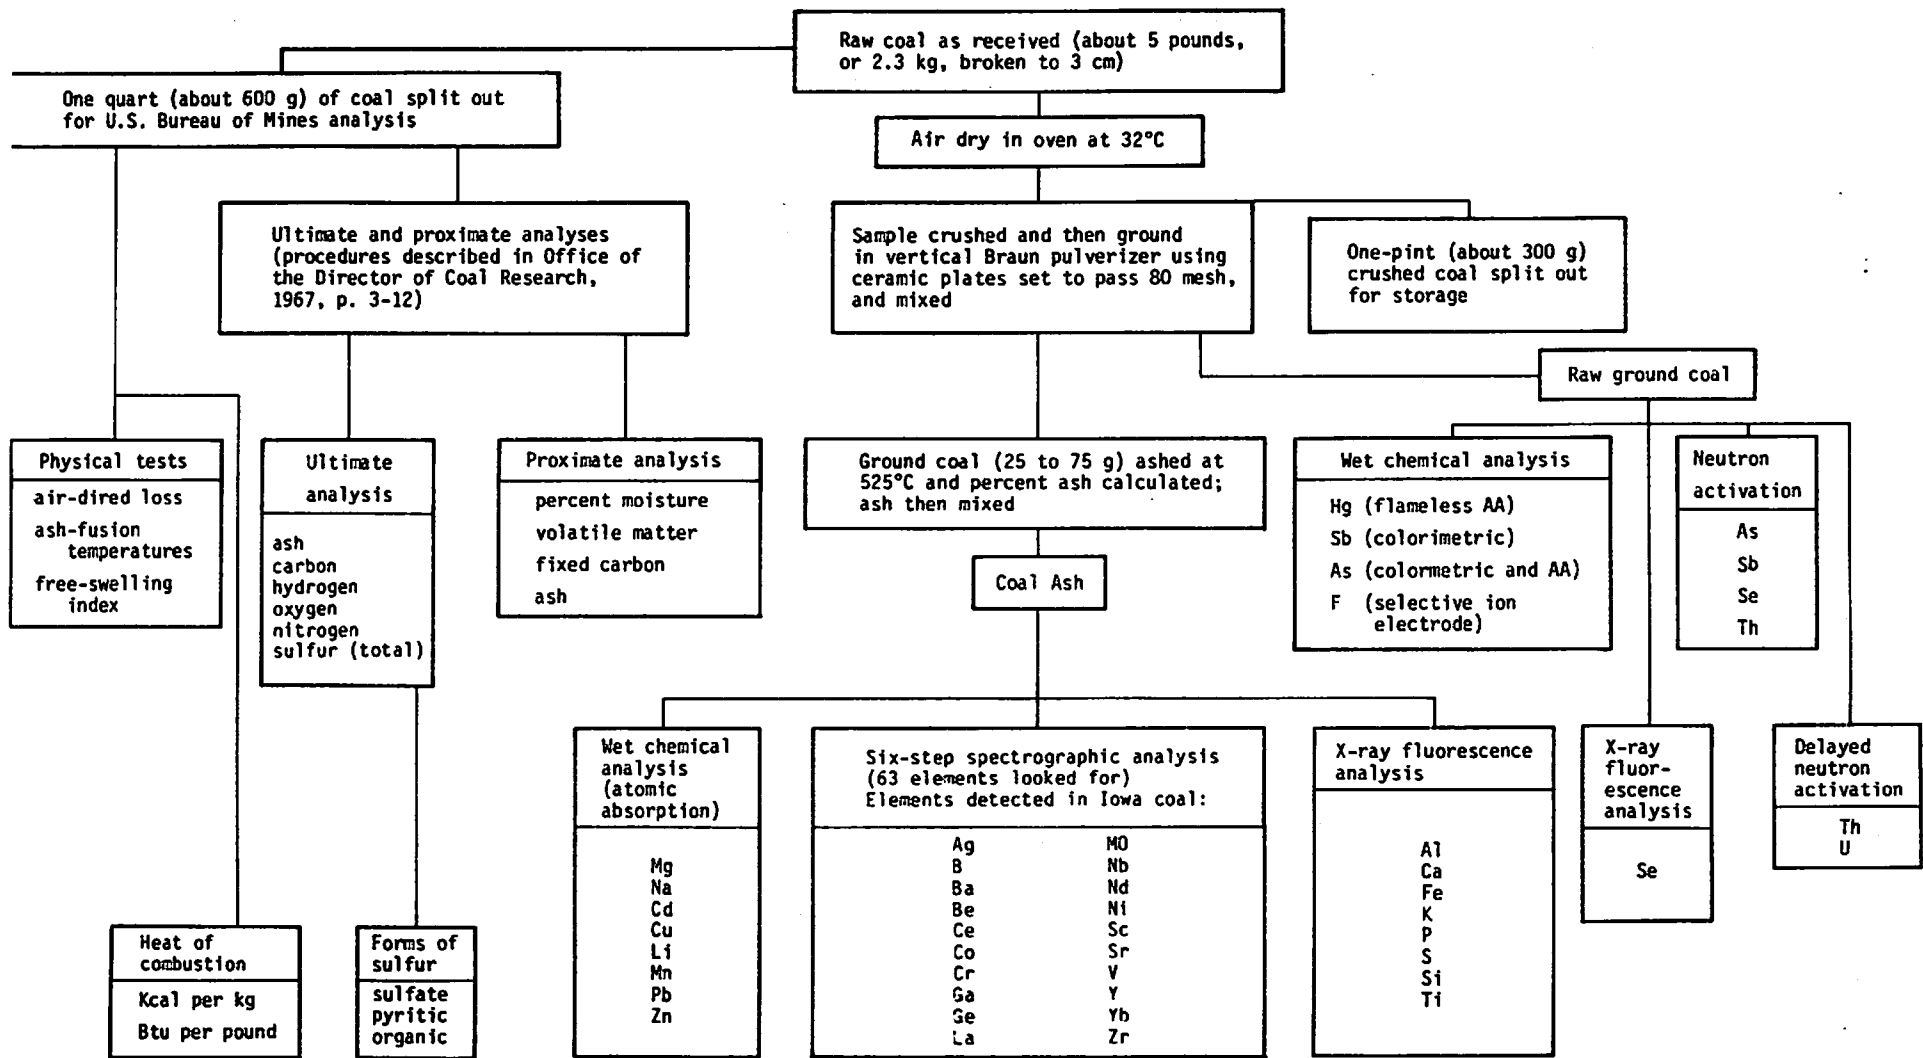 Raw coal as received (about 5 pounds,
or 2.3 kg, broken to 3 cm)
One quart (about 600 g) of coal split out
for U.S. Bureau of Mines analysis
Air dry in oven at 32°C
Ultimate and proximate analyses
(procedures described in Office of
the Director of Coal Research,
1967, p. 3-12)
Sample crushed and then ground
in vertical Braun pulverizer using
ceramic plates set to pass 80 mesh,
and mixed
One-pint (about 300 g)
crushed coal split out
for storage
Raw ground coal
Physical tests
air-dired loss
ash-fusion
temperatures
free-swelling
index
Ultimate
analysis
ash
carbon
hydrogen
oxygen
nitrogen
sulfur (total)
Proximate analysis
percent moisture
volatile matter
fixed carbon
ash
Ground coal (25 to 75 g) ashed at
525°C and percent ash calculated;
ash then mixed
Coal Ash
Wet chemical analysis
Hg (flameless AA)
Sb (colorimetric)
As (colormetric and AA)
F (selective ion
electrode)
Neutron
activation
As
Sb
Se
Th
Heat of
combustion
Kcal per kg
Btu per pound
Forms of
sulfur
sulfate
pyritic
organic
Wet chemical
analysis
(atomic
absorption)
Mg
Na
Cd
Cu
Li
Mn
Pb
Zn
Six-step spectrographic analysis
(63 elements looked for)
Elements detected in Iowa coal:
Ag MO
B Nb
Ba Nd
Be Ni
Ce Sc
Co Sr
Cr V
Ga Y
Ge Yb
La Zr
X-ray fluorescence
analysis
Al
Ca
Fe
K
P
S
Si
Ti
X-ray
fluor-
escence
analysis
Se
Delayed
neutron
activation
Th
U